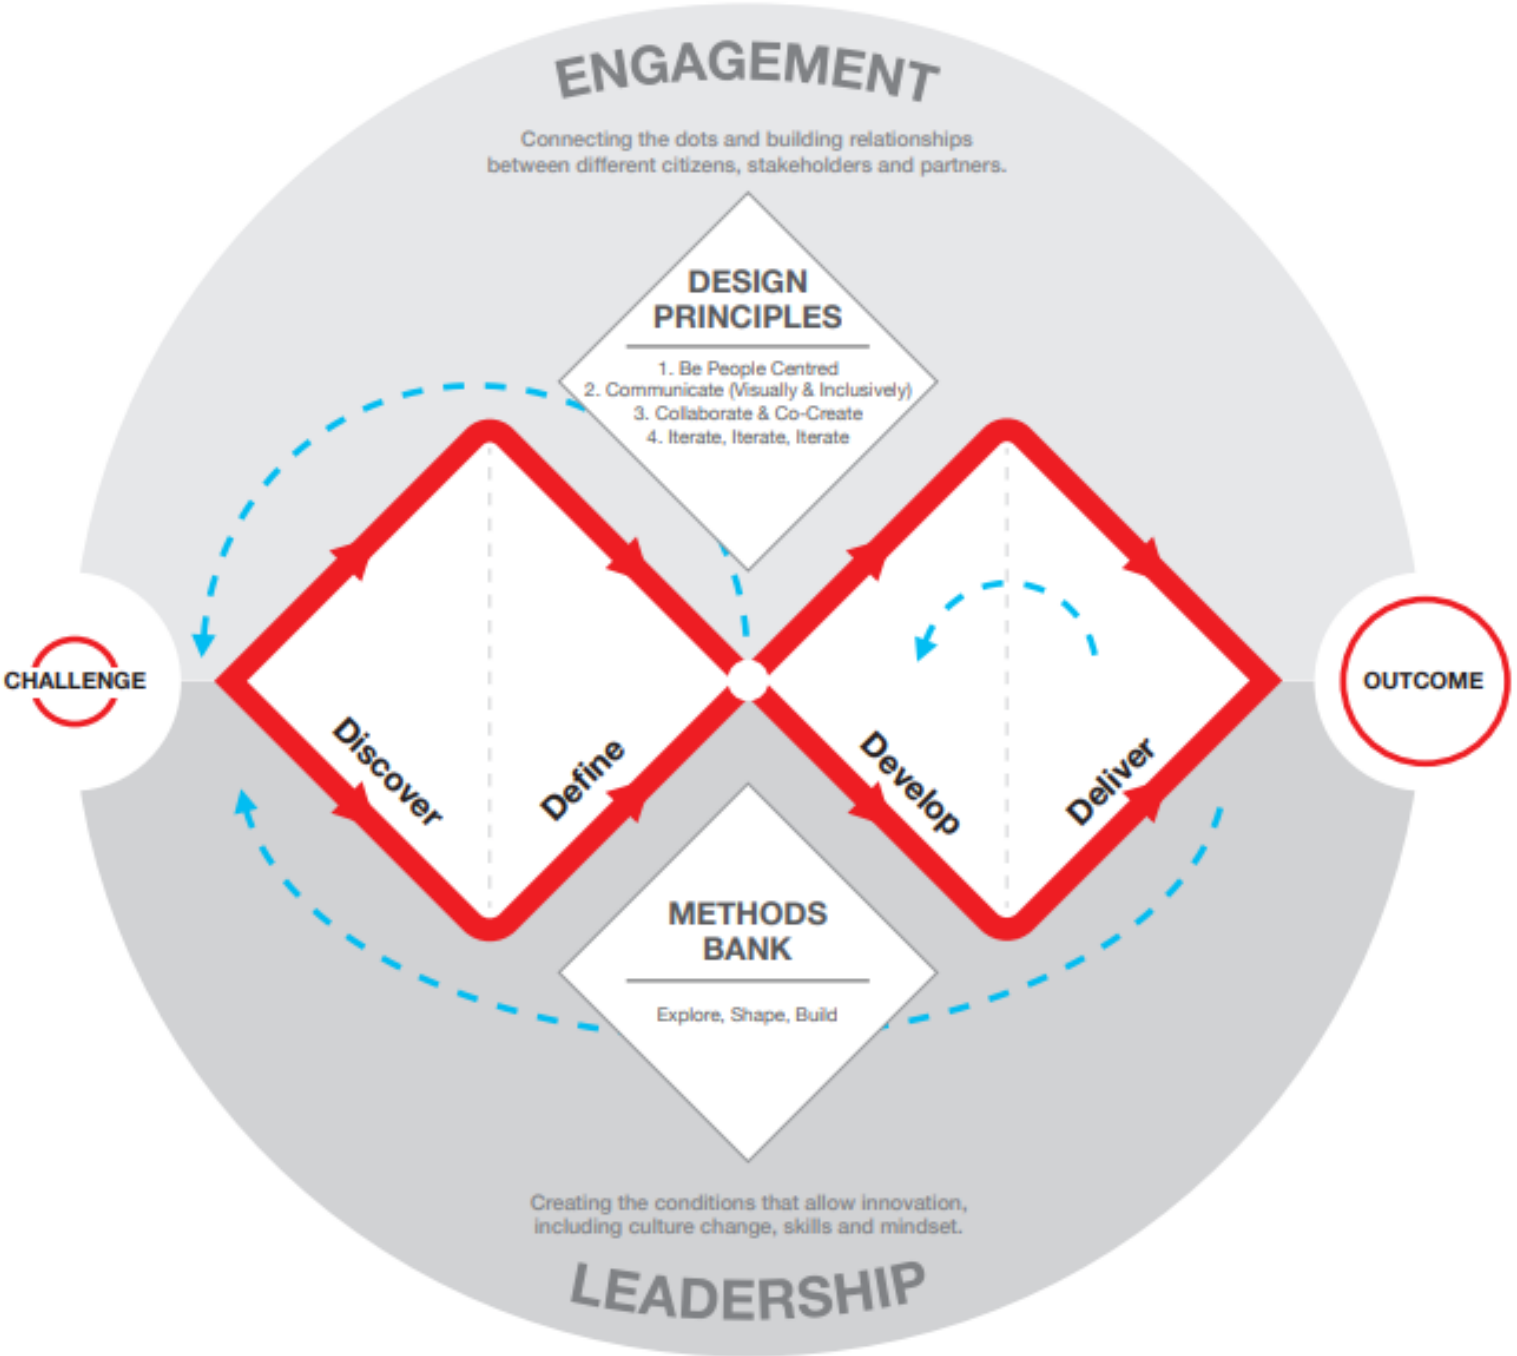 ENGAGEMENT
Connecting the dots and building relationships
between different citizens, stakeholders and partners.
DESIGN
PRINCIPLES
1. Be People Centred
2. Communicate (Visually & Inclusively)
3. Collaborate & Co-Create
4. Iterate, Iterate, Iterate
CHALLENGE
OUTCOME
Discover
Define
Develop
Deliver
METHODS
BANK
Explore, Shape, Build
Creating the conditions that allow innovation,
including culture change, skills and mindset.
LEADERSHIP